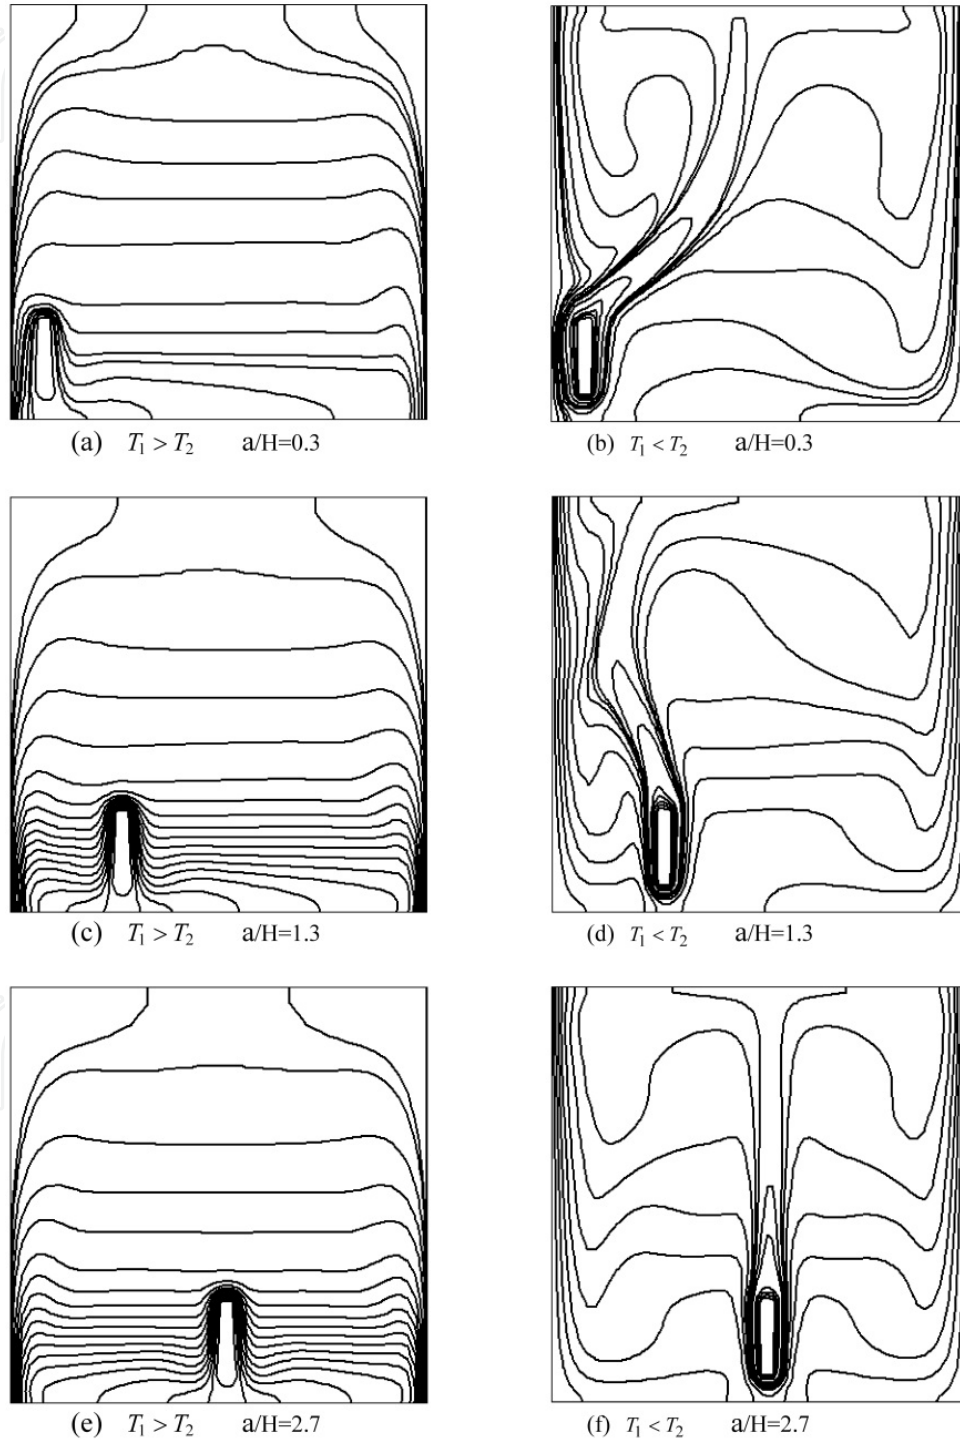 (a) T₁ > T₂ a/H=0.3
(b) T₁ < T₂ a/H=0.3
(c) T₁ > T₂ a/H=1.3
(d) T₁ < T₂ a/H=1.3
(e) T₁ > T₂ a/H=2.7
(f) T₁ < T₂ a/H=2.7